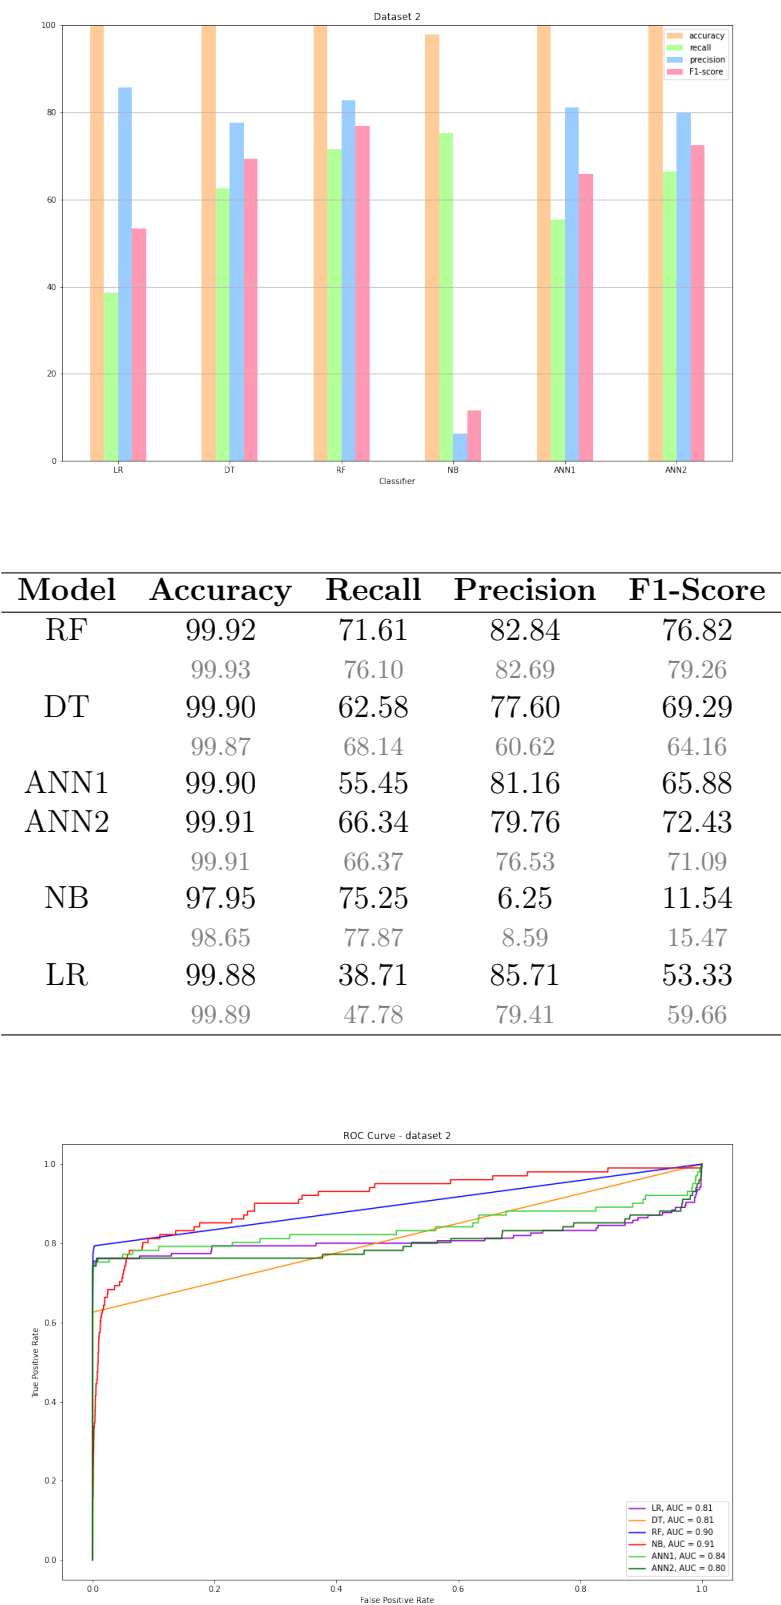 Dataset 2
accuracy
recall
precision
F1-score
100
80
60
40
20
0
LR DT RF NB ANN1 ANN2
Classifier
Model Accuracy Recall Precision F1-Score
RF 99.92 71.61 82.84 76.82
99.93 76.10 82.69 79.26
DT 99.90 62.58 77.60 69.29
99.87 68.14 60.62 64.16
ANN1 99.90 55.45 81.16 65.88
ANN2 99.91 66.34 79.76 72.43
99.91 66.37 76.53 71.09
NB 97.95 75.25 6.25 11.54
98.65 77.87 8.59 15.47
LR 99.88 38.71 85.71 53.33
99.89 47.78 79.41 59.66
ROC Curve - dataset 2
1.0
0.8
0.6
0.4
0.2
0.0
True Positive Rate
LR, AUC = 0.81
DT, AUC = 0.81
RF, AUC = 0.90
NB, AUC = 0.91
ANN1, AUC = 0.84
ANN2, AUC = 0.80
0.0 0.2 0.4 0.6 0.8 1.0
False Positive Rate